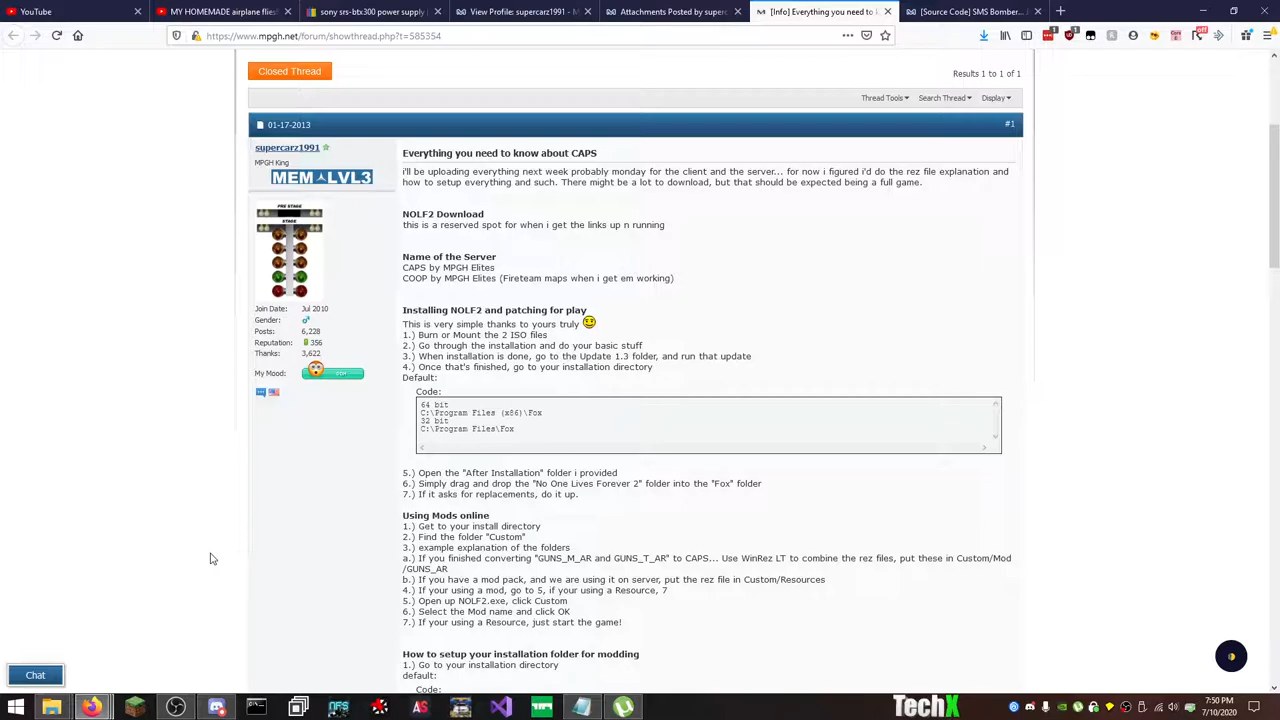 YouTube
MY HOMEMADE airplane flies
sony srs-btx300 power supply
View Profile: supercarz1991 - M
Attachments Posted by superc
[Info] Everything you need to k
[Source Code] SMS Bomber...
https://www.mpgh.net/forum/showthread.php?t=585354
Closed Thread
Results 1 to 1 of 1
Thread Tools
Search Thread
Display
01-17-2013
#1
supercarz1991
MPGH King
MEM LVL3
PRE STAGE
STAGE
Join Date: Jul 2010
Gender:
Posts: 6,228
Reputation: 356
Thanks: 3,622
My Mood:
Everything you need to know about CAPS
i'll be uploading everything next week probably monday for the client and the server... for now i figured i'd do the rez file explanation and
how to setup everything and such. There might be a lot to download, but that should be expected being a full game.
NOLF2 Download
this is a reserved spot for when i get the links up n running
Name of the Server
CAPS by MPGH Elites
COOP by MPGH Elites (Fireteam maps when i get em working)
Installing NOLF2 and patching for play
This is very simple thanks to yours truly
1.) Burn or Mount the 2 ISO files
2.) Go through the installation and do your basic stuff
3.) When installation is done, go to the Update 1.3 folder, and run that update
4.) Once that's finished, go to your installation directory
Default:
Code:
64 bit
C:\Program Files (x86)\Fox
32 bit
C:\Program Files\Fox
5.) Open the "After Installation" folder i provided
6.) Simply drag and drop the "No One Lives Forever 2" folder into the "Fox" folder
7.) If it asks for replacements, do it up.
Using Mods online
1.) Get to your install directory
2.) Find the folder "Custom"
3.) example explanation of the folders
a.) If you finished converting "GUNS_M_AR and GUNS_T_AR" to CAPS... Use WinRez LT to combine the rez files, put these in Custom/Mod
/GUNS_AR
b.) If you have a mod pack, and we are using it on server, put the rez file in Custom/Resources
4.) If your using a mod, go to 5, if your using a Resource, 7
5.) Open up NOLF2.exe, click Custom
6.) Select the Mod name and click OK
7.) If your using a Resource, just start the game!
How to setup your installation folder for modding
1.) Go to your installation directory
default:
Code:
Chat
TechX
7:50 PM
7/10/2020